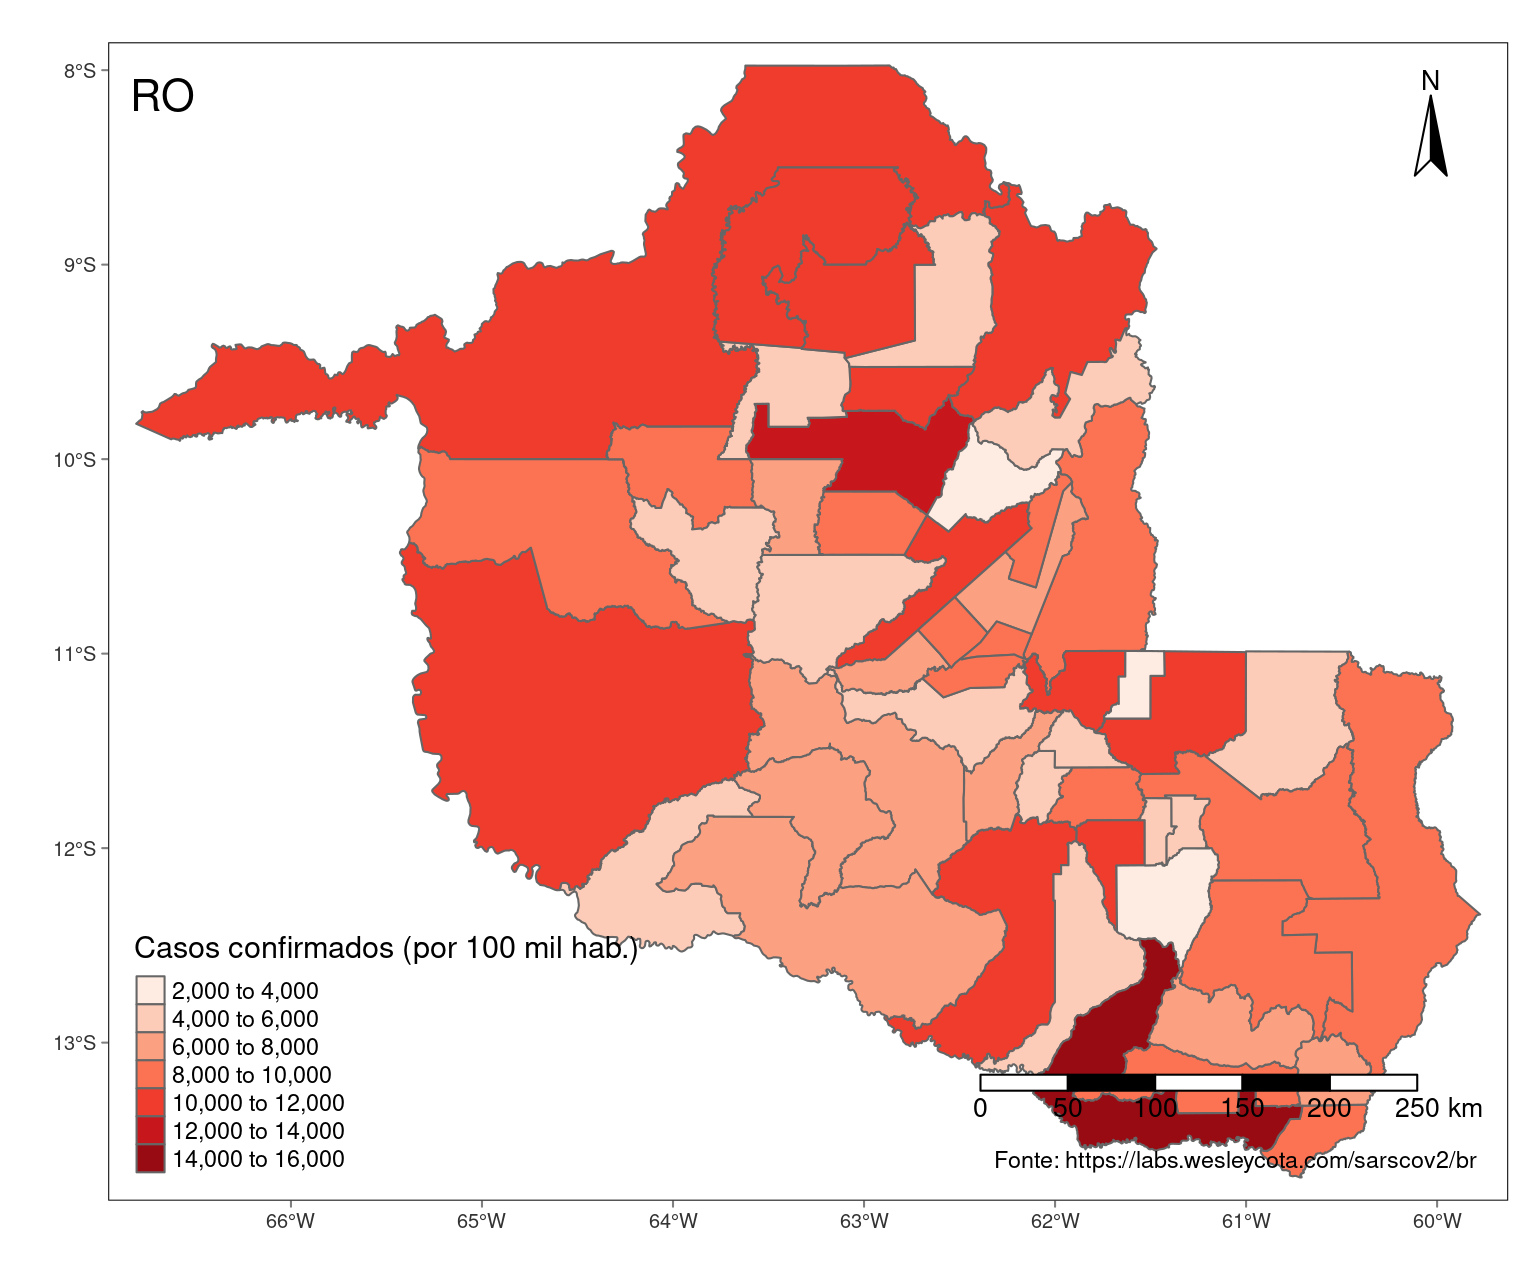 RO
N
8°S
9°S
10°S
11°S
12°S
13°S
Casos confirmados (por 100 mil hab.)
2,000 to 4,000
4,000 to 6,000
6,000 to 8,000
8,000 to 10,000
10,000 to 12,000
12,000 to 14,000
14,000 to 16,000
0 50 100 150 200 250 km
Fonte: https://labs.wesleycota.com/sarscov2/br
66°W 65°W 64°W 63°W 62°W 61°W 60°W